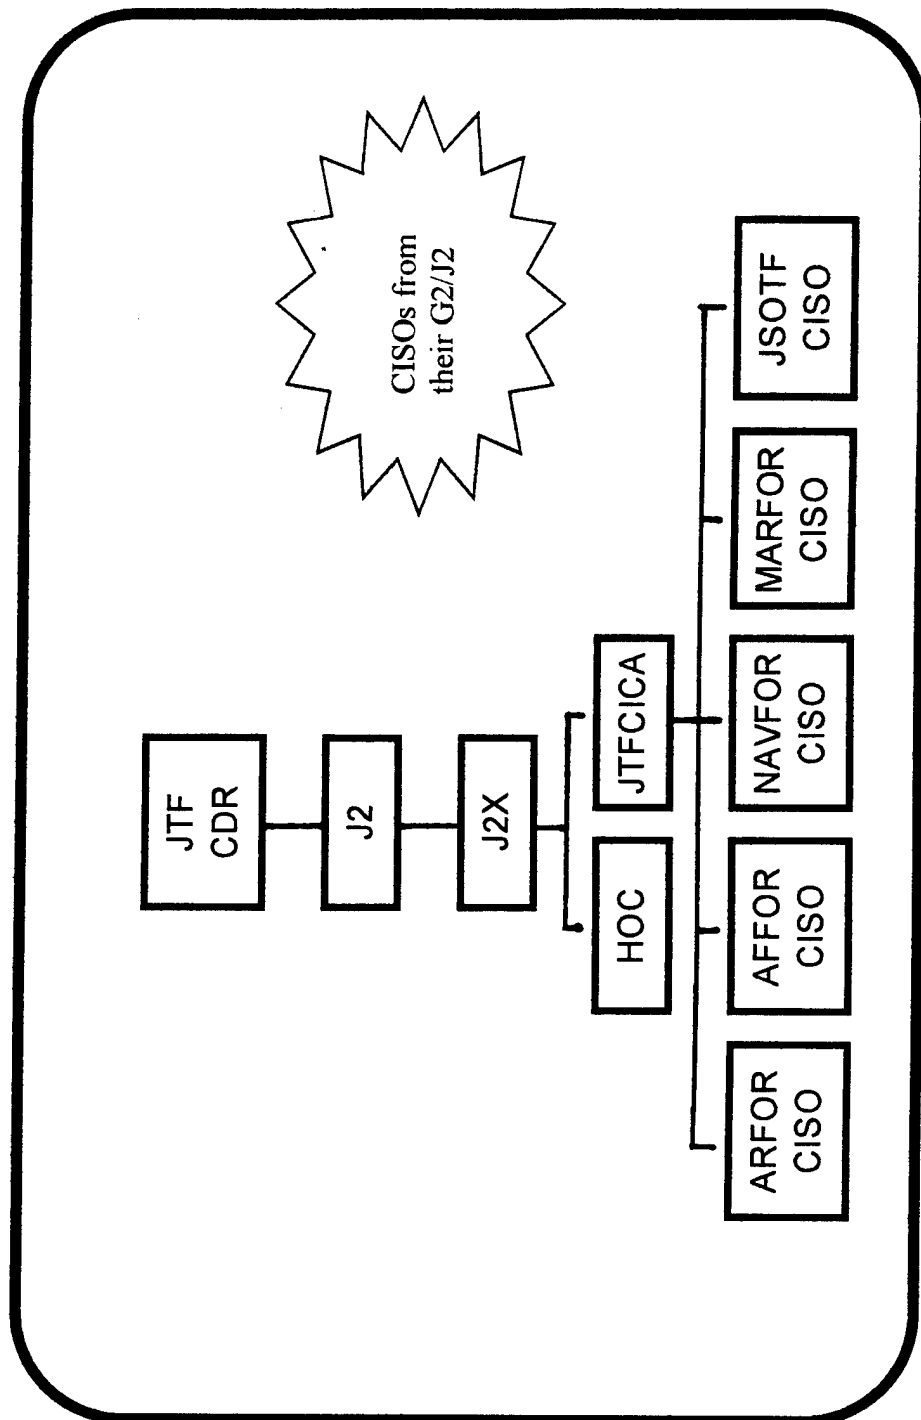 JTF
CDR
J2
J2X
HOC
JTFCICA
ARFOR
CISO
AFFOR
CISO
NAVFOR
CISO
MARFOR
CISO
JSOTF
CISO
CISOs from
their G2/J2